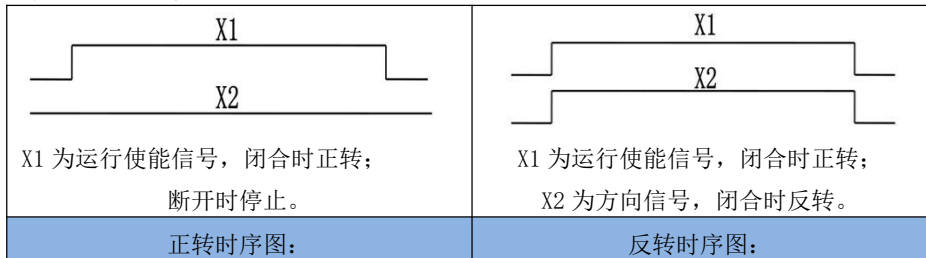 X1
X2
X1 为运行使能信号，闭合时正转；
断开时停止。
正转时序图：
X1
X2
X1 为运行使能信号，闭合时正转；
X2 为方向信号，闭合时反转。
反转时序图：